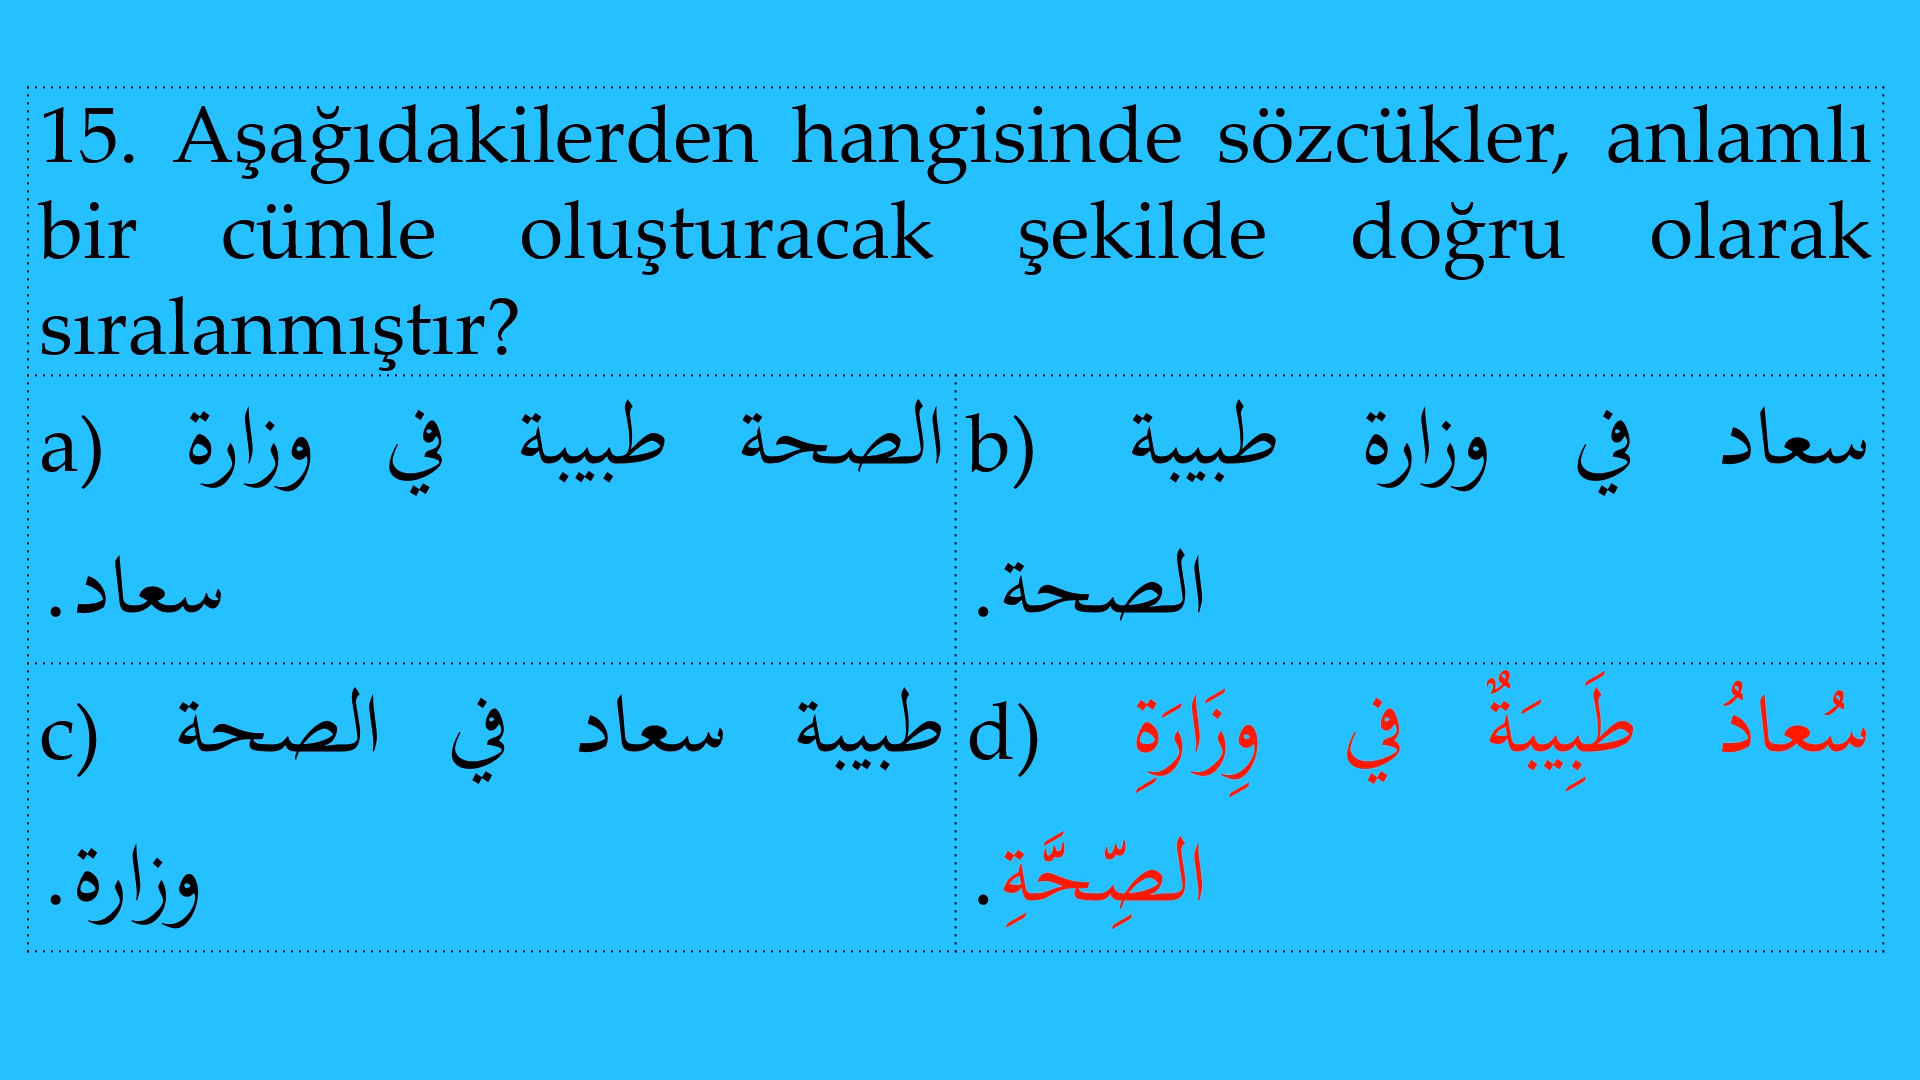 15. Aşağıdakilerden hangisinde sözcükler, anlamlı
bir cümle oluşturacak şekilde doğru olarak
sıralanmıştır?
a) الصحة طبيبة في وزارة
سعاد.
b) سعاد في وزارة طبيبة
الصحة.
c) طبيبة سعاد في الصحة
وزارة.
d) سُعادُ طَبِيبَةٌ في وِزَارَةِ
الصِّحَّةِ.